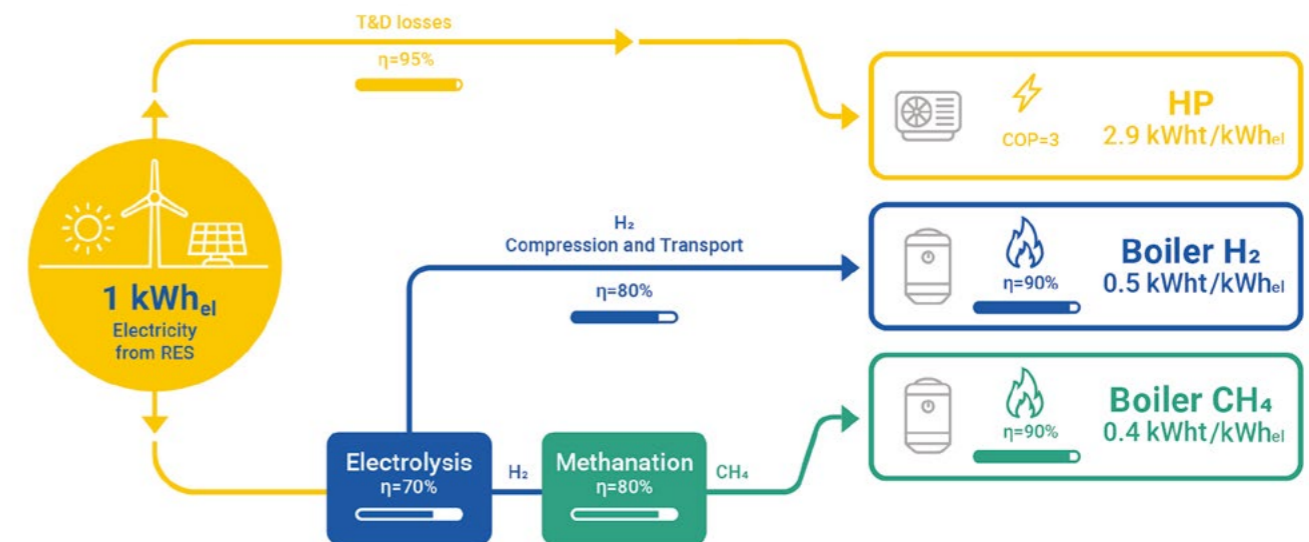 T&D losses
η=95%
HP
COP=3
2.9 kWht/kWhₑₗ
H₂
Compression and Transport
η=80%
Boiler H₂
η=90%
0.5 kWht/kWhₑₗ
1 kWhₑₗ
Electricity
from RES
Boiler CH₄
η=90%
0.4 kWht/kWhₑₗ
Electrolysis
η=70%
H₂
Methanation
η=80%
CH₄